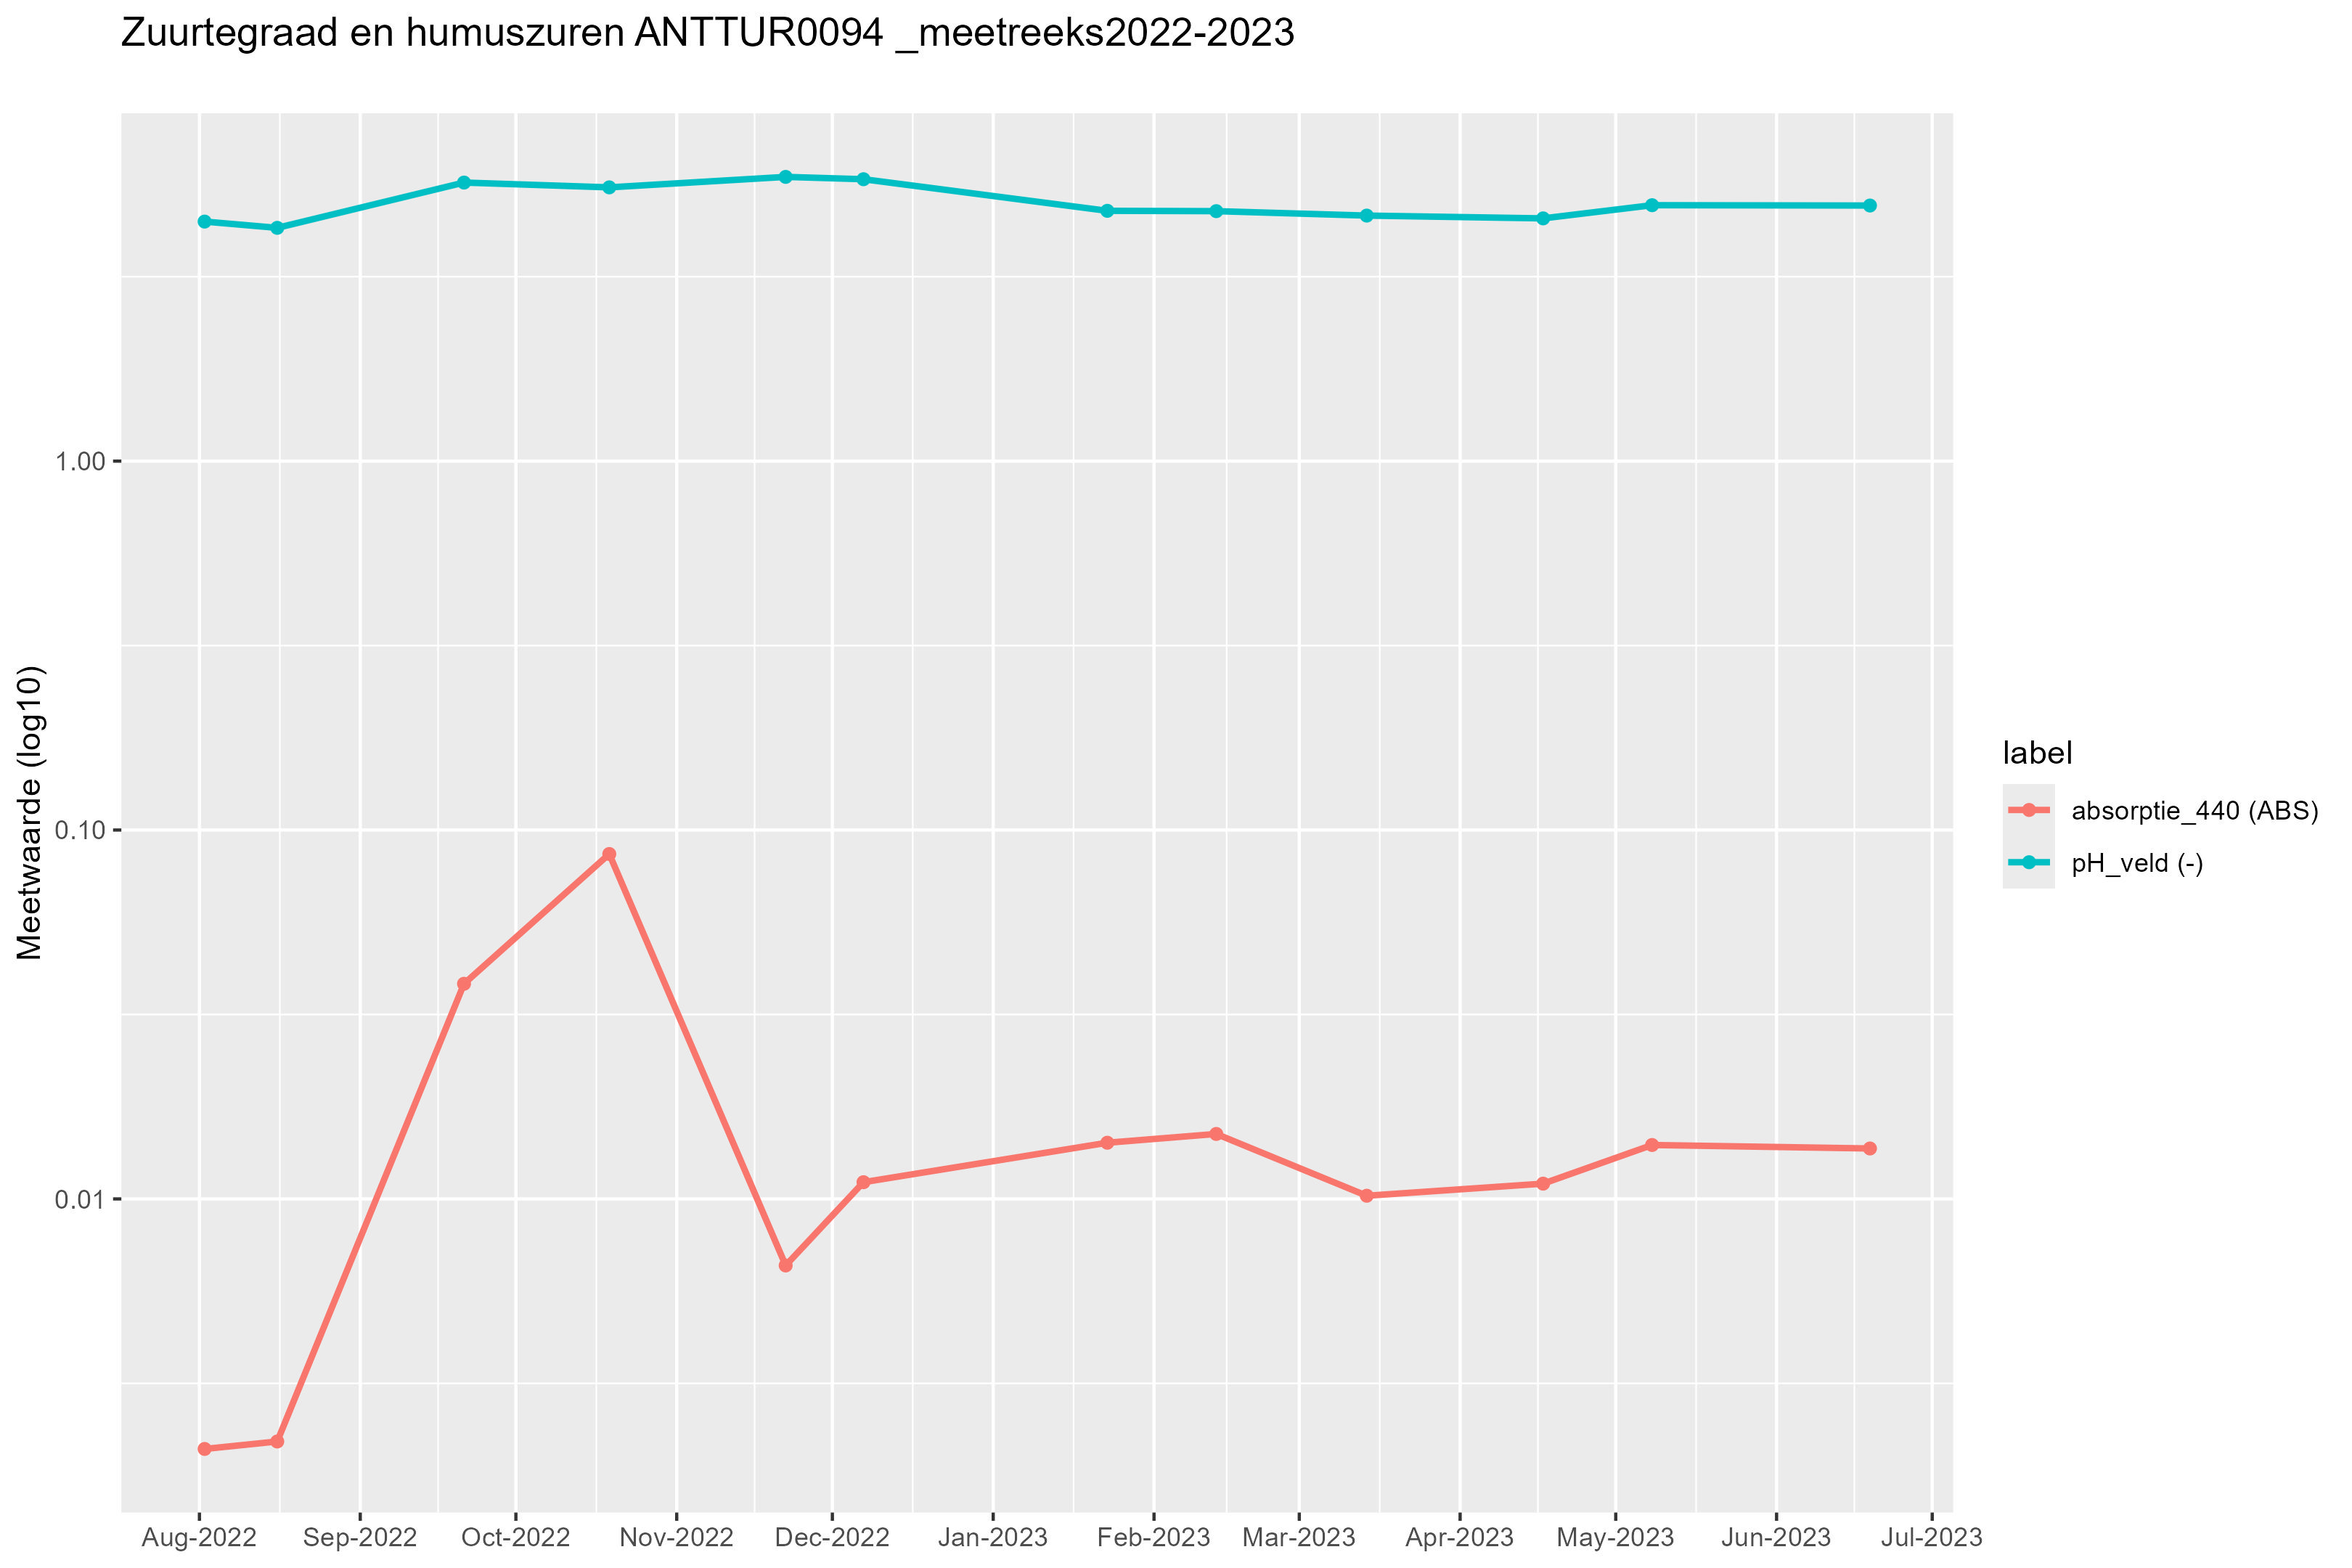 Zuurtegraad en humuszuren ANTTUR0094 _meetreeks2022-2023
Meetwaarde (log10)
1.00
0.10
0.01
Aug-2022 Sep-2022 Oct-2022 Nov-2022 Dec-2022 Jan-2023 Feb-2023 Mar-2023 Apr-2023 May-2023 Jun-2023 Jul-2023
label
absorptie_440 (ABS)
pH_veld (-)